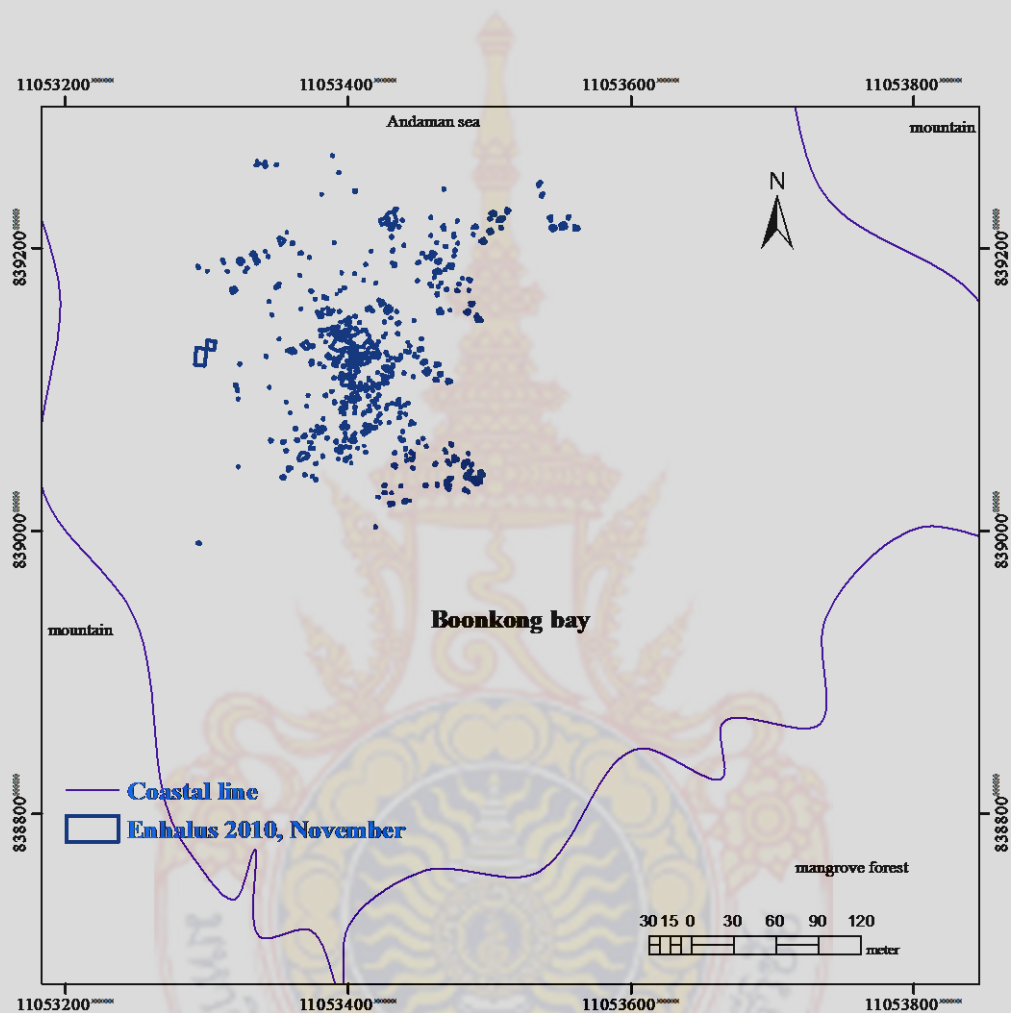 11053200 11053400 11053600 11053800
Andaman sea
mountain
N
839200 839200
839000 839000
Boonkong bay
mountain
Coastal line
838800 838800
Enhalus 2010, November
mangrove forest
30 15 0 30 60 90 120
meter
11053200 11053400 11053600 11053800